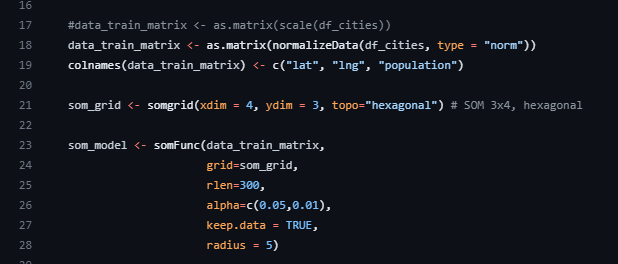 16
17 #data_train_matrix <- as.matrix(scale(df_cities))
18 data_train_matrix <- as.matrix(normalizeData(df_cities, type = "norm"))
19 colnames(data_train_matrix) <- c("lat", "lng", "population")
20
21 som_grid <- somgrid(xdim = 4, ydim = 3, topo="hexagonal") # SOM 3x4, hexagonal
22
23 som_model <- somFunc(data_train_matrix,
24 grid=som_grid,
25 rlen=300,
26 alpha=c(0.05,0.01),
27 keep.data = TRUE,
28 radius = 5)